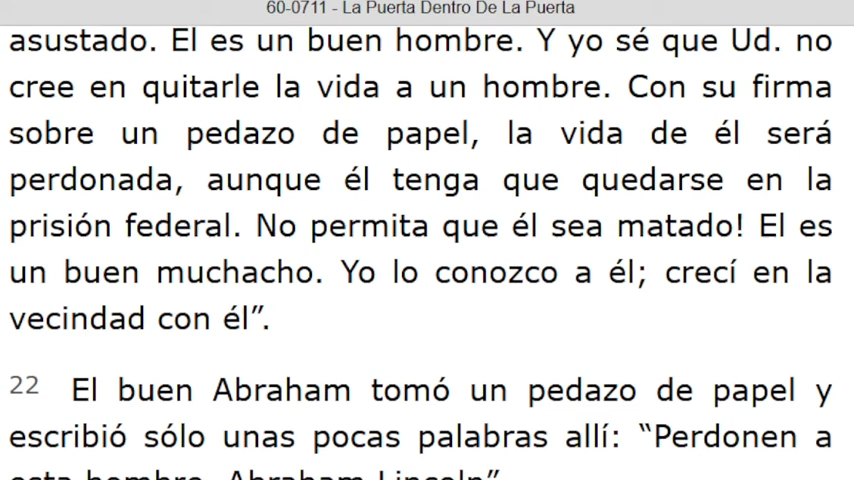 60-0711 - La Puerta Dentro De La Puerta
asustado. El es un buen hombre. Y yo sé que Ud. no
cree en quitarle la vida a un hombre. Con su firma
sobre un pedazo de papel, la vida de él será
perdonada, aunque él tenga que quedarse en la
prisión federal. No permita que él sea matado! El es
un buen muchacho. Yo lo conozco a él; crecí en la
vecindad con él”.
22 El buen Abraham tomó un pedazo de papel y
escribió sólo unas pocas palabras allí: “Perdonen a
esta hombre, Abraham Lincoln”